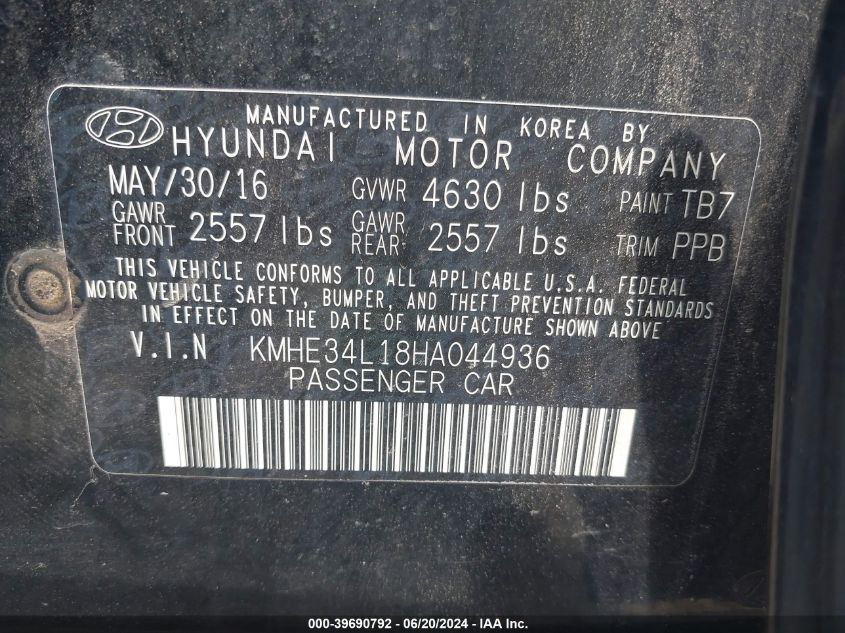 MANUFACTURED IN KOREA BY
HYUNDAI MOTOR COMPANY
MAY/30/16 GVWR 4630 lbs PAINT TB7
GAWR FRONT 2557 lbs GAWR REAR: 2557 lbs TRIM PPB
THIS VEHICLE CONFORMS TO ALL APPLICABLE U.S.A. FEDERAL
MOTOR VEHICLE SAFETY, BUMPER, AND THEFT PREVENTION STANDARDS
IN EFFECT ON THE DATE OF MANUFACTURE SHOWN ABOVE
V.I.N KMHE34L18HA044936
PASSENGER CAR
000-39690792 - 06/20/2024 - IAA Inc.